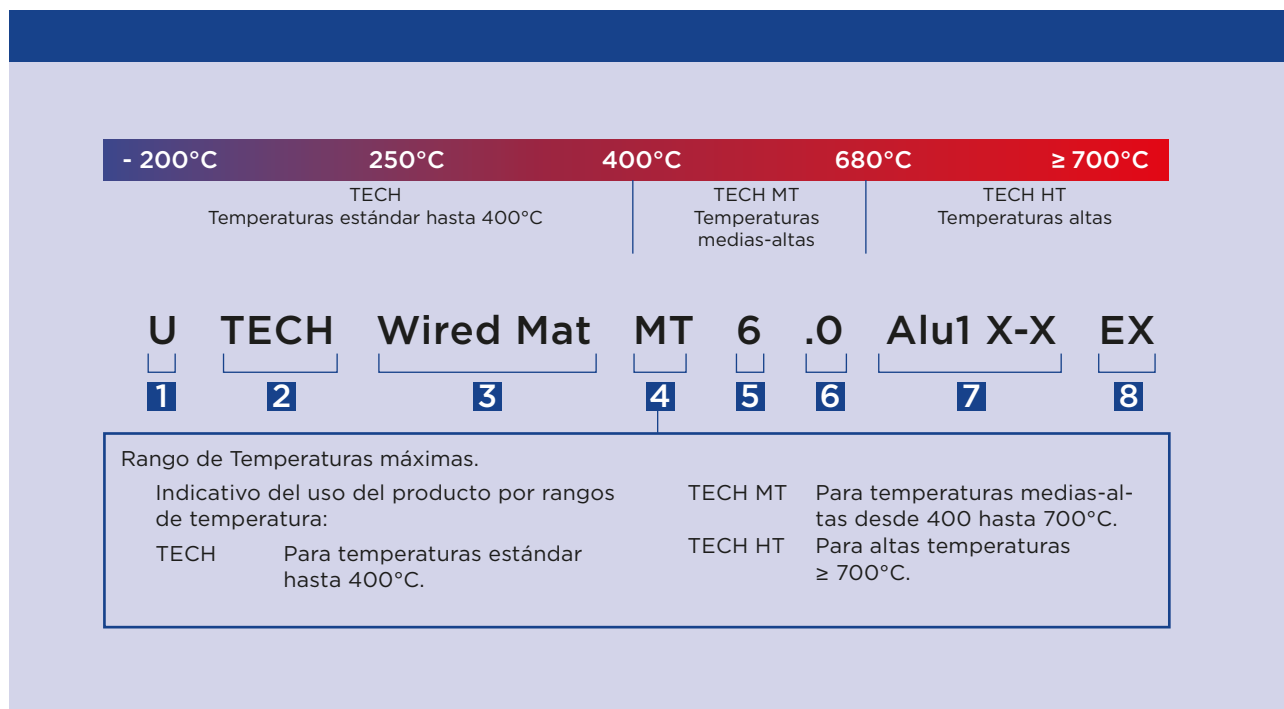 - 200°C 250°C 400°C 680°C ≥ 700°C
TECH
Temperaturas estándar hasta 400°C
TECH MT
Temperaturas
medias-altas
TECH HT
Temperaturas altas
U TECH Wired Mat MT 6 .0 Alu1 X-X EX
1 2 3 4 5 6 7 8
Rango de Temperaturas máximas.
Indicativo del uso del producto por rangos
de temperatura:
TECH Para temperaturas estándar
hasta 400°C.
TECH MT Para temperaturas medias-al-
tas desde 400 hasta 700°C.
TECH HT Para altas temperaturas
≥ 700°C.